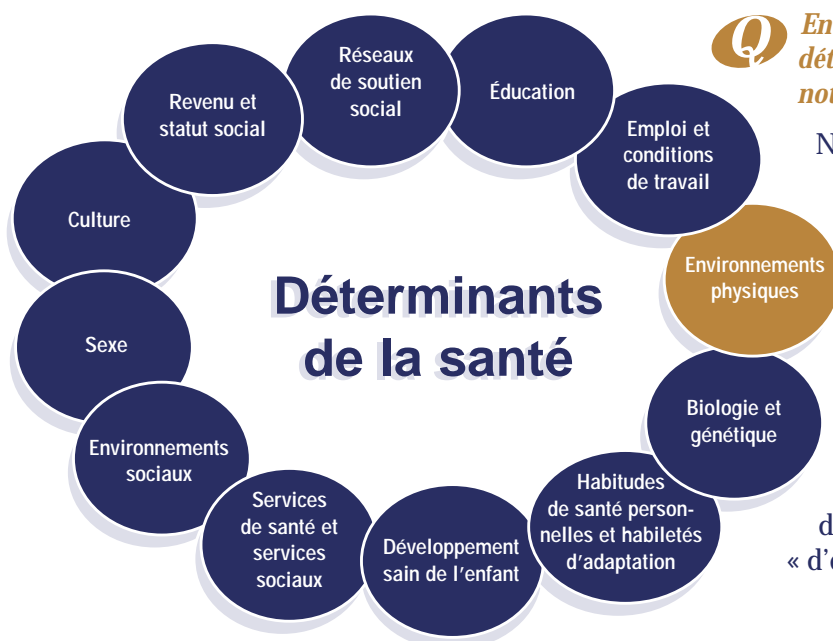 Q
Réseaux
de soutien
social
Éducation
Revenu et
statut social
Emploi et
conditions
de travail
Culture
Environnements
physiques
Déterminants
de la santé
Sexe
Biologie et
génétique
Environnements
sociaux
Habitudes
de santé person-
nelles et habiletés
d'adaptation
Services
de santé et
services
sociaux
Développement
sain de l'enfant